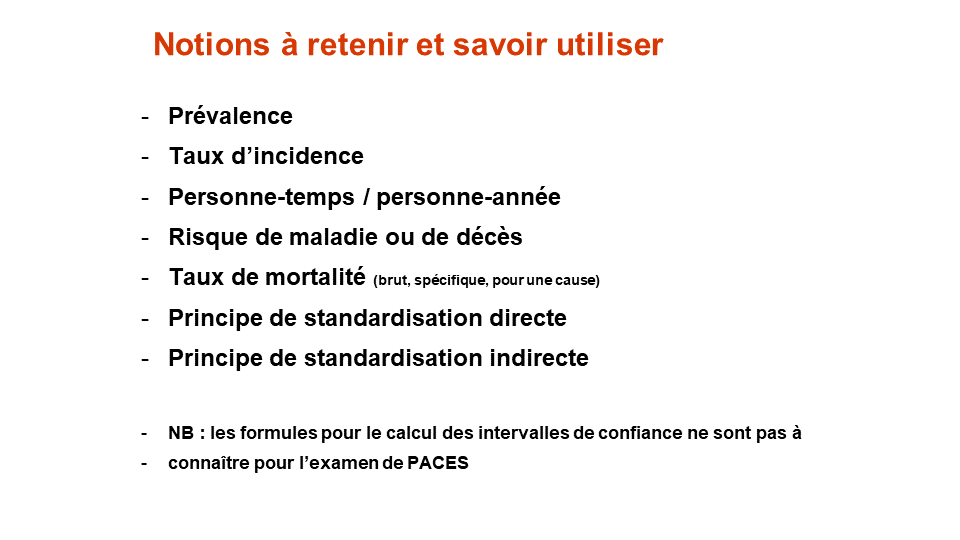 Notions à retenir et savoir utiliser
- Prévalence
- Taux d’incidence
- Personne-temps / personne-année
- Risque de maladie ou de décès
- Taux de mortalité (brut, spécifique, pour une cause)
- Principe de standardisation directe
- Principe de standardisation indirecte
- NB : les formules pour le calcul des intervalles de confiance ne sont pas à
- connaître pour l’examen de PACES